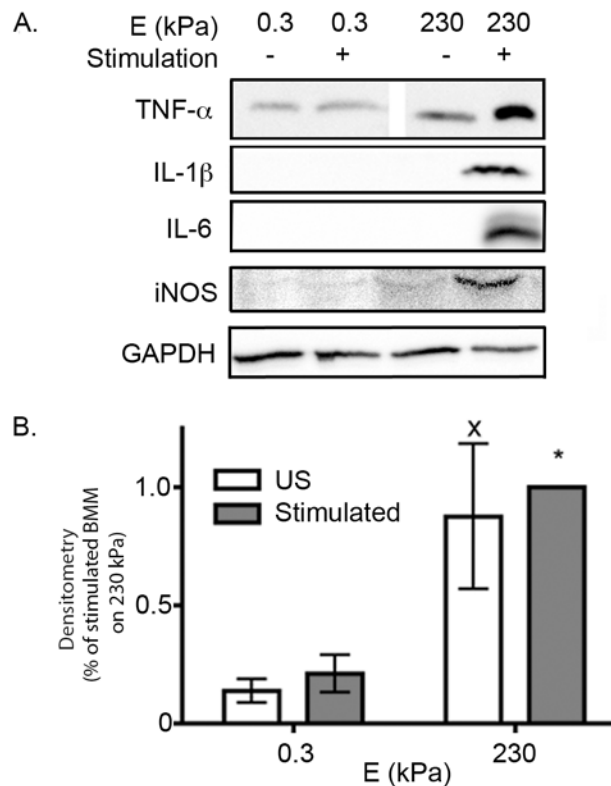 A.
E (kPa) 0.3 0.3 230 230
Stimulation - + - +
TNF-α
IL-1β
IL-6
iNOS
GAPDH
B.
Densitometry
(% of stimulated BMM
on 230 kPa)
1.0
0.5
0
US
Stimulated
X
*
0.3 230
E (kPa)